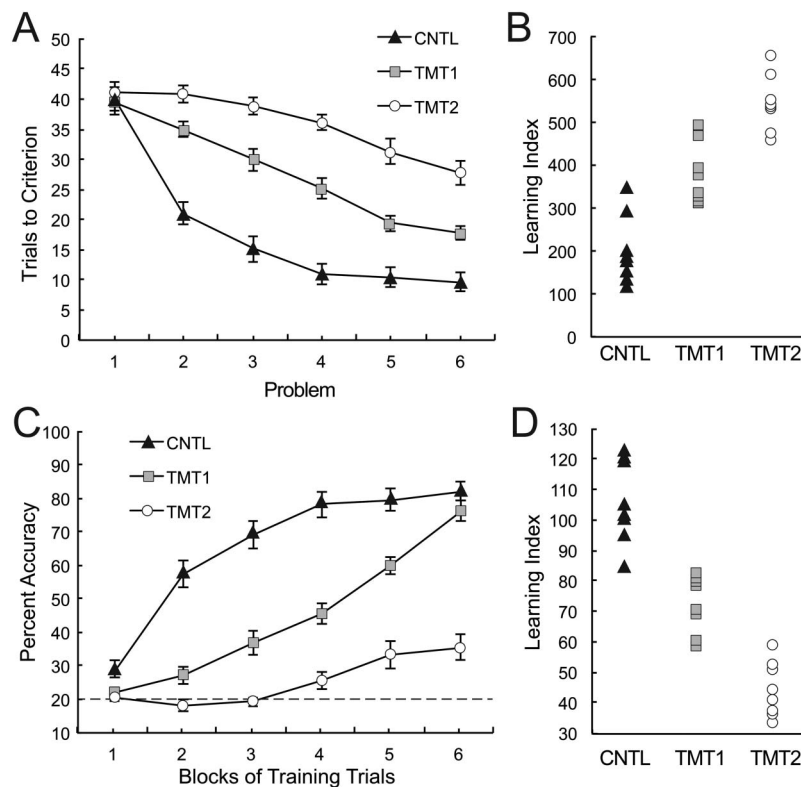 A
CNTL
TMT1
TMT2
Trials to Criterion
45
40
35
30
25
20
15
10
5
0
1 2 3 4 5 6
Problem
B
Learning Index
700
600
500
400
300
200
100
0
CNTL TMT1 TMT2
C
CNTL
TMT1
TMT2
Percent Accuracy
100
90
80
70
60
50
40
30
20
10
1 2 3 4 5 6
Blocks of Training Trials
D
Learning Index
130
120
110
100
90
80
70
60
50
40
30
CNTL TMT1 TMT2